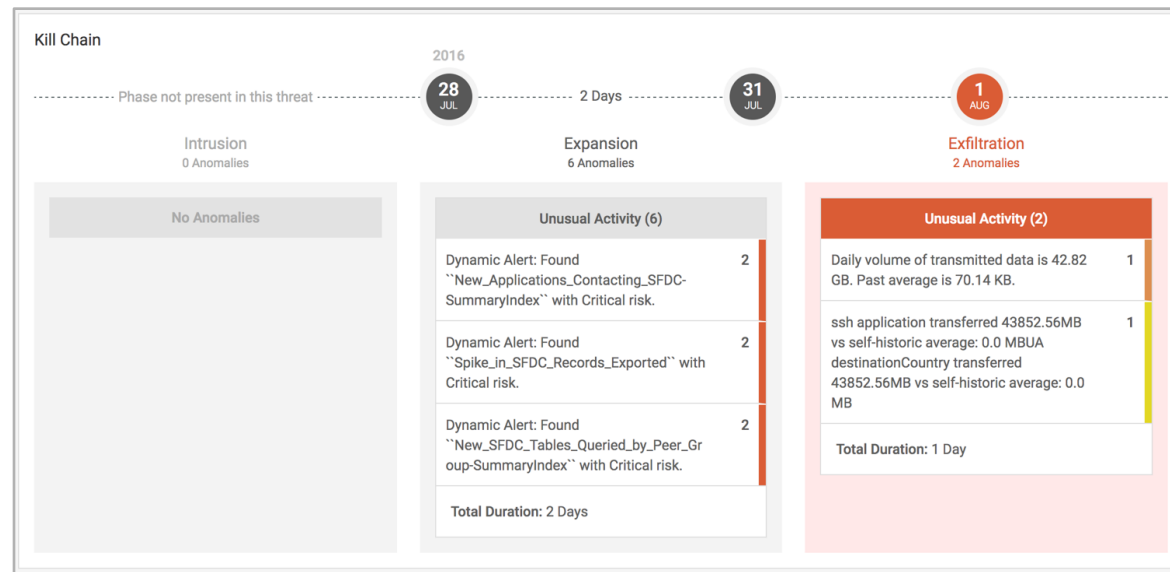 Kill Chain
2016
28
JUL
31
JUL
1
AUG
Phase not present in this threat
2 Days
Intrusion
0 Anomalies
Expansion
6 Anomalies
Exfiltration
2 Anomalies
No Anomalies
Unusual Activity (6)
Dynamic Alert: Found 2
``New_Applications_Contacting_SFDC-
SummaryIndex`` with Critical risk.
Dynamic Alert: Found 2
``Spike_in_SFDC_Records_Exported`` with
Critical risk.
Dynamic Alert: Found 2
``New_SFDC_Tables_Queried_by_Peer_Gr
oup-SummaryIndex`` with Critical risk.
Total Duration: 2 Days
Unusual Activity (2)
Daily volume of transmitted data is 42.82 1
GB. Past average is 70.14 KB.
ssh application transferred 43852.56MB 1
vs self-historic average: 0.0 MBUA
destinationCountry transferred
43852.56MB vs self-historic average: 0.0
MB
Total Duration: 1 Day